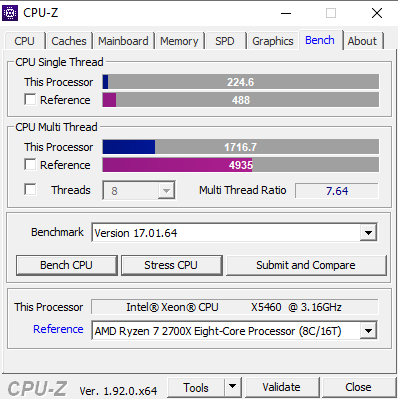 CPU-Z
CPU Caches Mainboard Memory SPD Graphics Bench About
CPU Single Thread
This Processor 224.6
Reference 488
CPU Multi Thread
This Processor 1716.7
Reference 4935
Threads 8 Multi Thread Ratio 7.64
Benchmark Version 17.01.64
Bench CPU Stress CPU Submit and Compare
This Processor Intel® Xeon® CPU X5460 @ 3.16GHz
Reference AMD Ryzen 7 2700X Eight-Core Processor (8C/16T)
CPU-Z Ver. 1.92.0.x64 Tools Validate Close